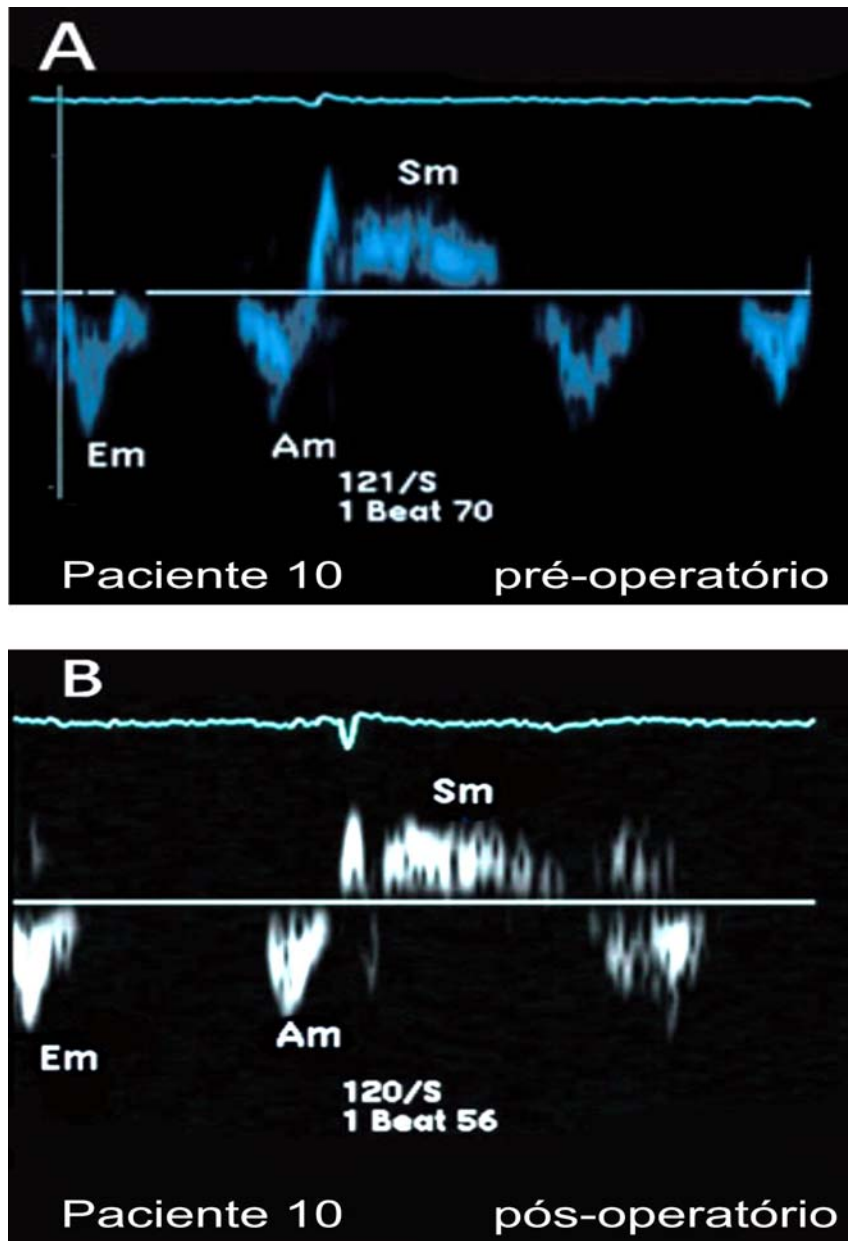 A
Sm
Em
Am
121/S
1 Beat 70
Paciente 10 pré-operatório
B
Sm
Em
Am
120/S
1 Beat 56
Paciente 10 pós-operatório